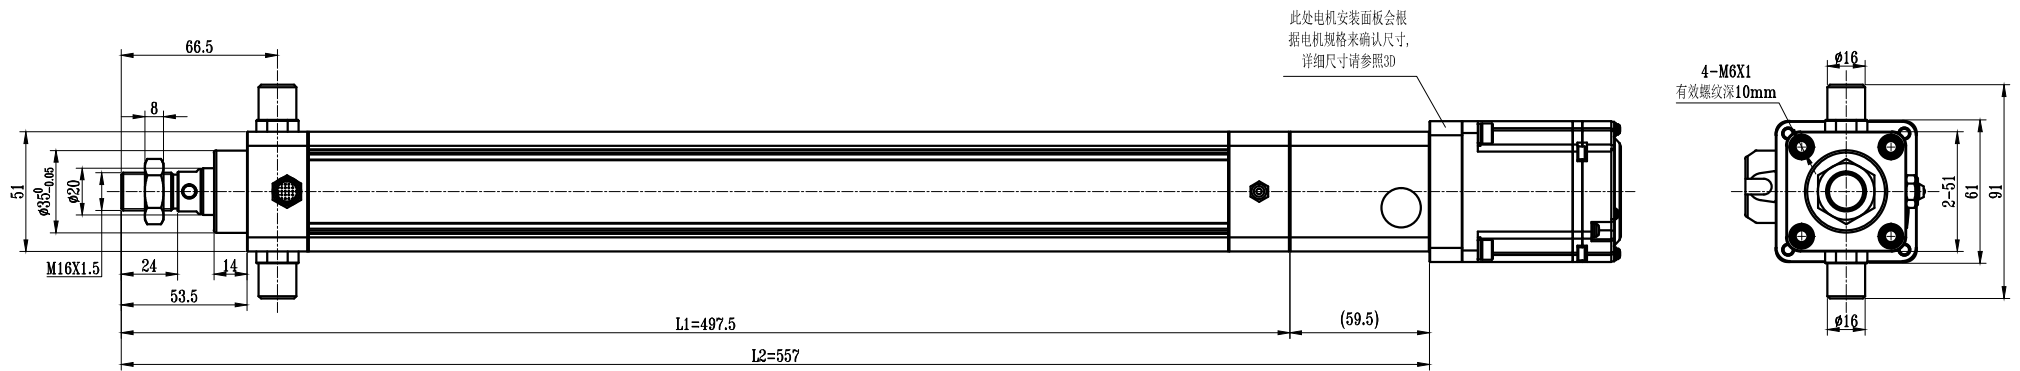 此处电机安装面板会根
据电机规格来确认尺寸,
详细尺寸请参照3D
66.5
8
51
ø35 0 -0.05
ø20
M16X1.5
24
14
53.5
L1=497.5
(59.5)
L2=557
4-M6X1
有效螺纹深10mm
ø16
2-51
61
91
ø16